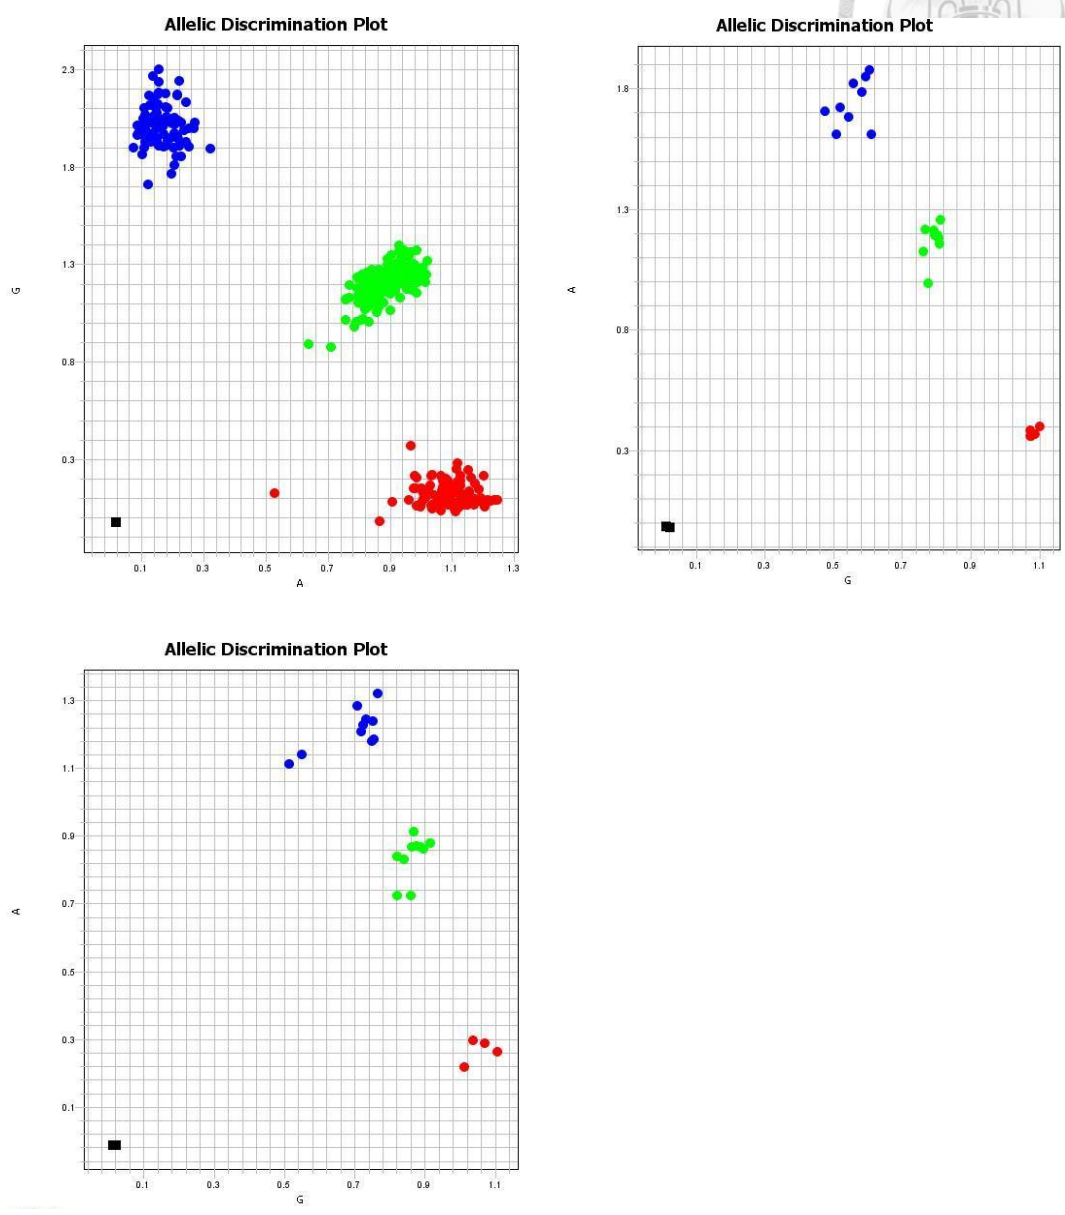 Allelic Discrimination Plot
2.3
1.8
1.3
0.8
0.3
G
0.1 0.3 0.5 0.7 0.9 1.1 1.3
A
Allelic Discrimination Plot
1.8
1.3
0.8
0.3
A
0.1 0.3 0.5 0.7 0.9 1.1
G
Allelic Discrimination Plot
1.3
1.1
0.9
0.7
0.5
0.3
0.1
A
0.1 0.3 0.5 0.7 0.9 1.1
G